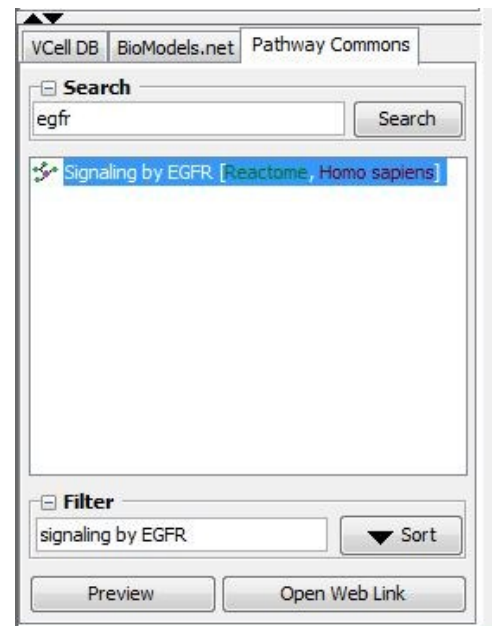 VCell DB BioModels.net Pathway Commons
Search
egfr Search
Signaling by EGFR [Reactome, Homo sapiens]
Filter
signaling by EGFR Sort
Preview Open Web Link